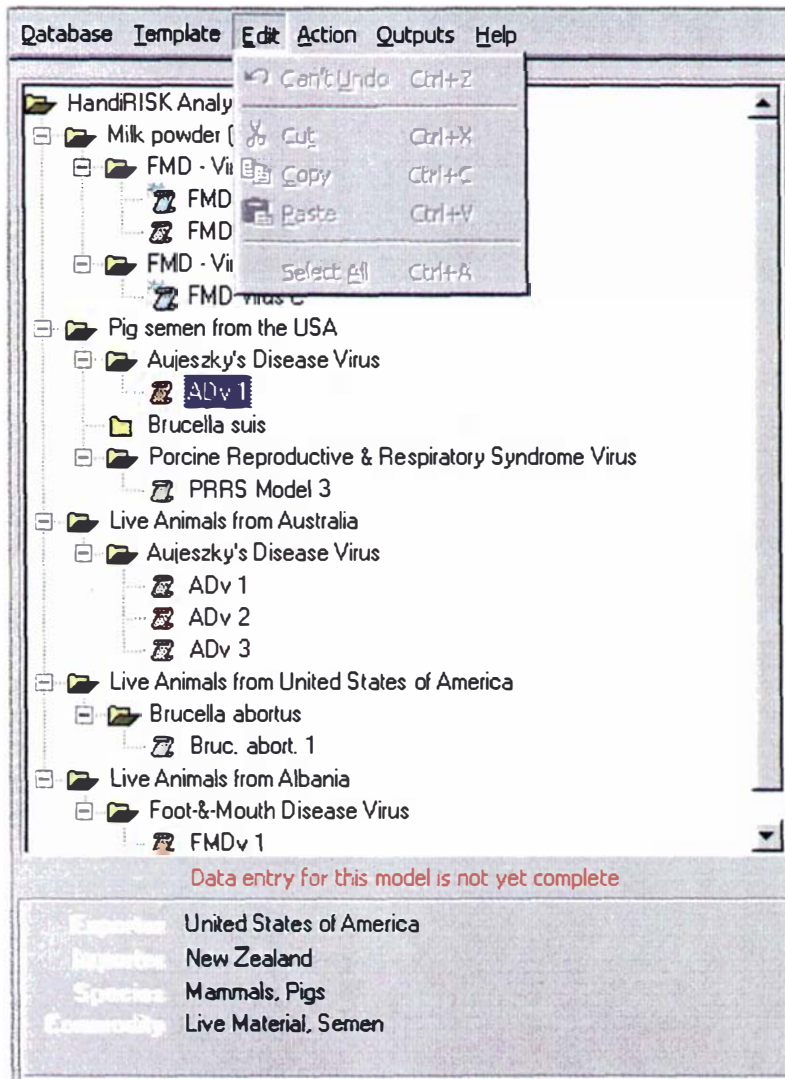 Database Template Edit Action Outputs Help
Can't Undo Ctrl+Z
Cut Ctrl+X
Copy Ctrl+C
Paste Ctrl+V
Select All Ctrl+A
HandiRISK Analy
Milk powder (
FMD - Vi
FMD
FMD
FMD - Vi
FMD virus C
Pig semen from the USA
Aujeszky's Disease Virus
ADv 1
Brucella suis
Porcine Reproductive & Respiratory Syndrome Virus
PRRS Model 3
Live Animals from Australia
Aujeszky's Disease Virus
ADv 1
ADv 2
ADv 3
Live Animals from United States of America
Brucella abortus
Bruc. abort. 1
Live Animals from Albania
Foot-&-Mouth Disease Virus
FMDv 1
Data entry for this model is not yet complete
United States of America
New Zealand
Species Mammals, Pigs
Commodity Live Material, Semen